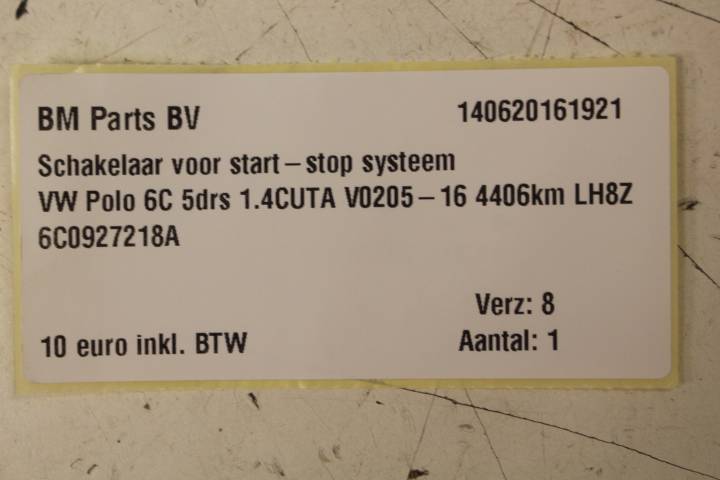 BM Parts BV 140620161921
Schakelaar voor start-stop systeem
VW Polo 6C 5drs 1.4CUTA V0205-16 4406km LH8Z
6C0927218A
Verz: 8
10 euro inkl. BTW Aantal: 1